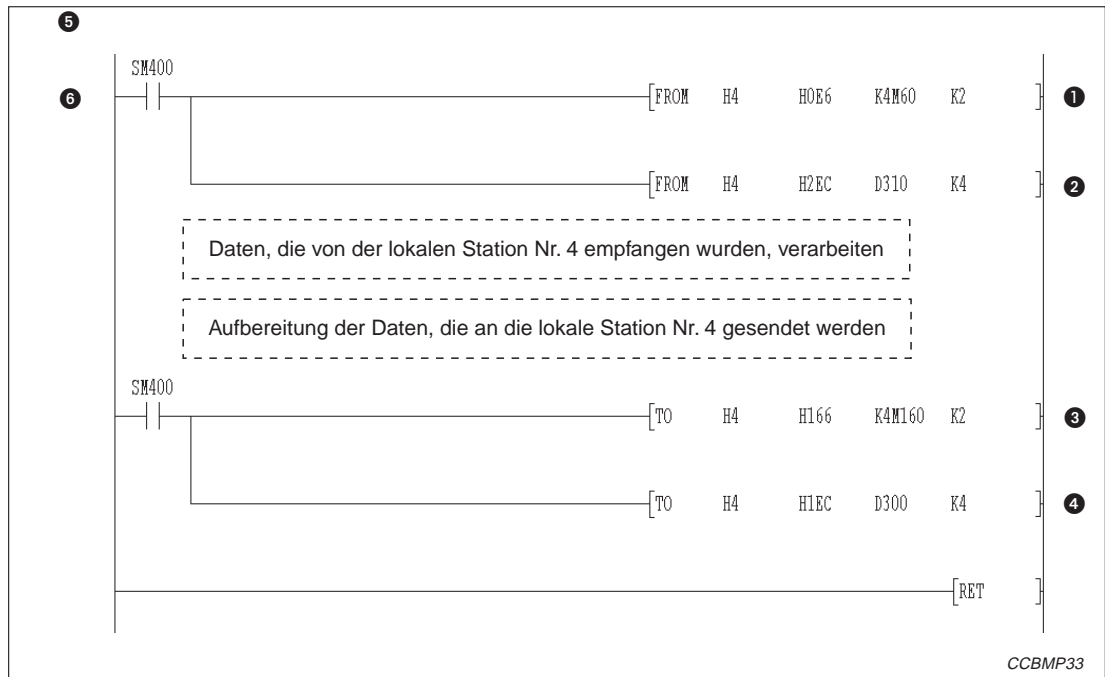 ❺
SM400
❻ [FROM H4 H0E6 K4M60 K2 ] ❶
[FROM H4 H2EC D310 K4 ] ❷
Daten, die von der lokalen Station Nr. 4 empfangen wurden, verarbeiten
Aufbereitung der Daten, die an die lokale Station Nr. 4 gesendet werden
SM400
[TO H4 H166 K4M160 K2 ] ❸
[TO H4 H1EC D300 K4 ] ❹
[RET ]
CCBMP33